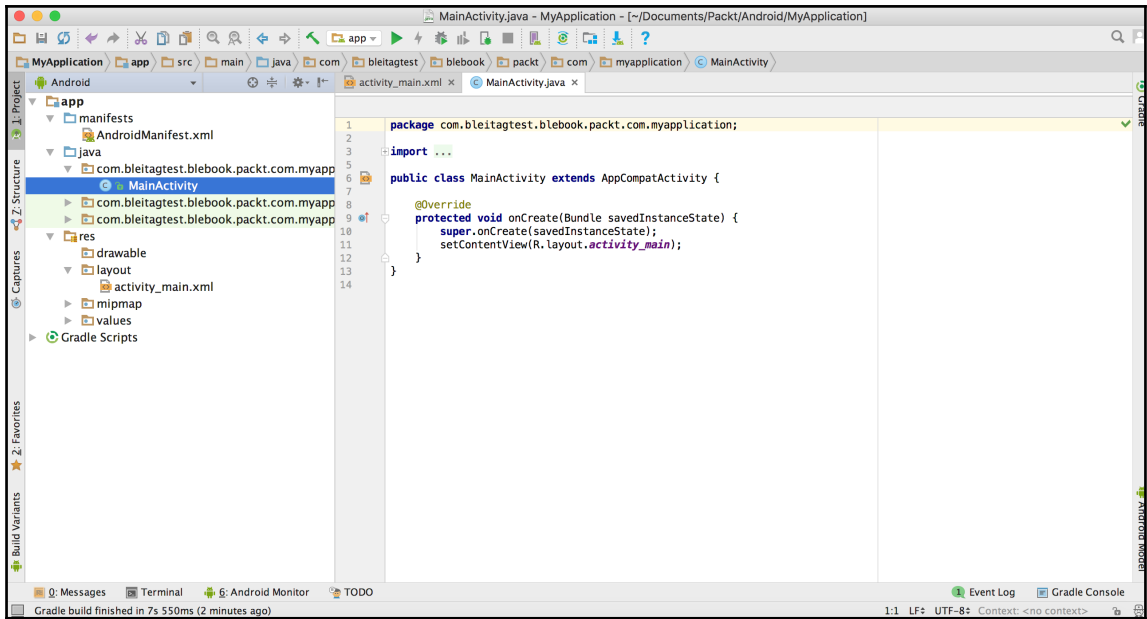 MainActivity.java - MyApplication - [~/Documents/Packt/Android/MyApplication]
app
MyApplication app src main java com bleitagtest blebook packt com myapplication MainActivity
Android
activity_main.xml × MainActivity.java ×
1: Project
Z: Structure
Captures
2: Favorites
Build Variants
app
manifests
AndroidManifest.xml
java
com.bleitagtest.blebook.packt.com.myapp
MainActivity
com.bleitagtest.blebook.packt.com.myapp
com.bleitagtest.blebook.packt.com.myapp
res
drawable
layout
activity_main.xml
mipmap
values
Gradle Scripts
1 package com.bleitagtest.blebook.packt.com.myapplication;
2
3 import ...
5
6 public class MainActivity extends AppCompatActivity {
7
8 @Override
9 protected void onCreate(Bundle savedInstanceState) {
10 super.onCreate(savedInstanceState);
11 setContentView(R.layout.activity_main);
12 }
13 }
14
Gradle
Android Model
0: Messages Terminal 6: Android Monitor TODO 1 Event Log Gradle Console
Gradle build finished in 7s 550ms (2 minutes ago) 1:1 LF UTF-8 Context: <no context>